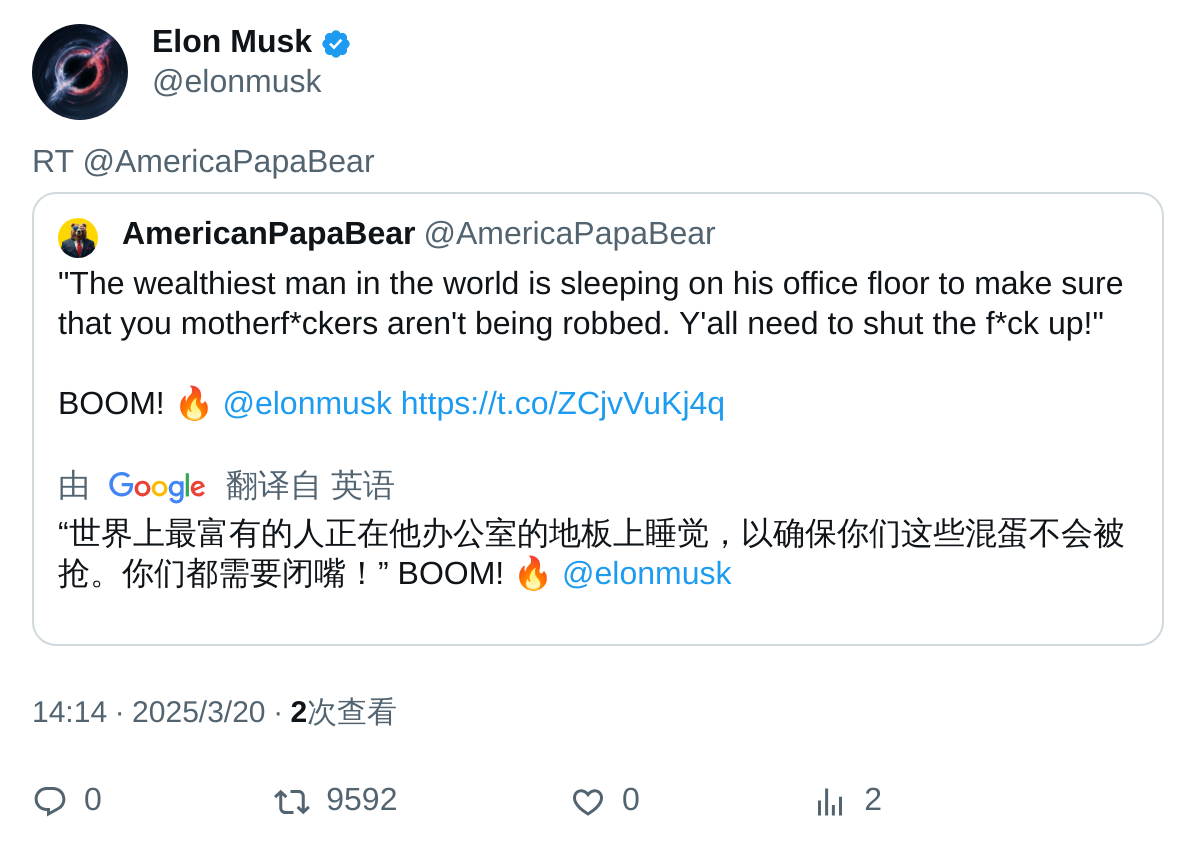 Elon Musk
@elonmusk
RT @AmericaPapaBear
AmericanPapaBear @AmericaPapaBear
"The wealthiest man in the world is sleeping on his office floor to make sure
that you motherf*ckers aren't being robbed. Y'all need to shut the f*ck up!"
BOOM! 🔥 @elonmusk https://t.co/ZCjvVuKj4q
由 Google 翻译自 英语
“世界上最富有的人正在他办公室的地板上睡觉，以确保你们这些混蛋不会被
抢。你们都需要闭嘴！” BOOM! 🔥 @elonmusk
14:14 · 2025/3/20 · 2次查看
0 9592 0 2